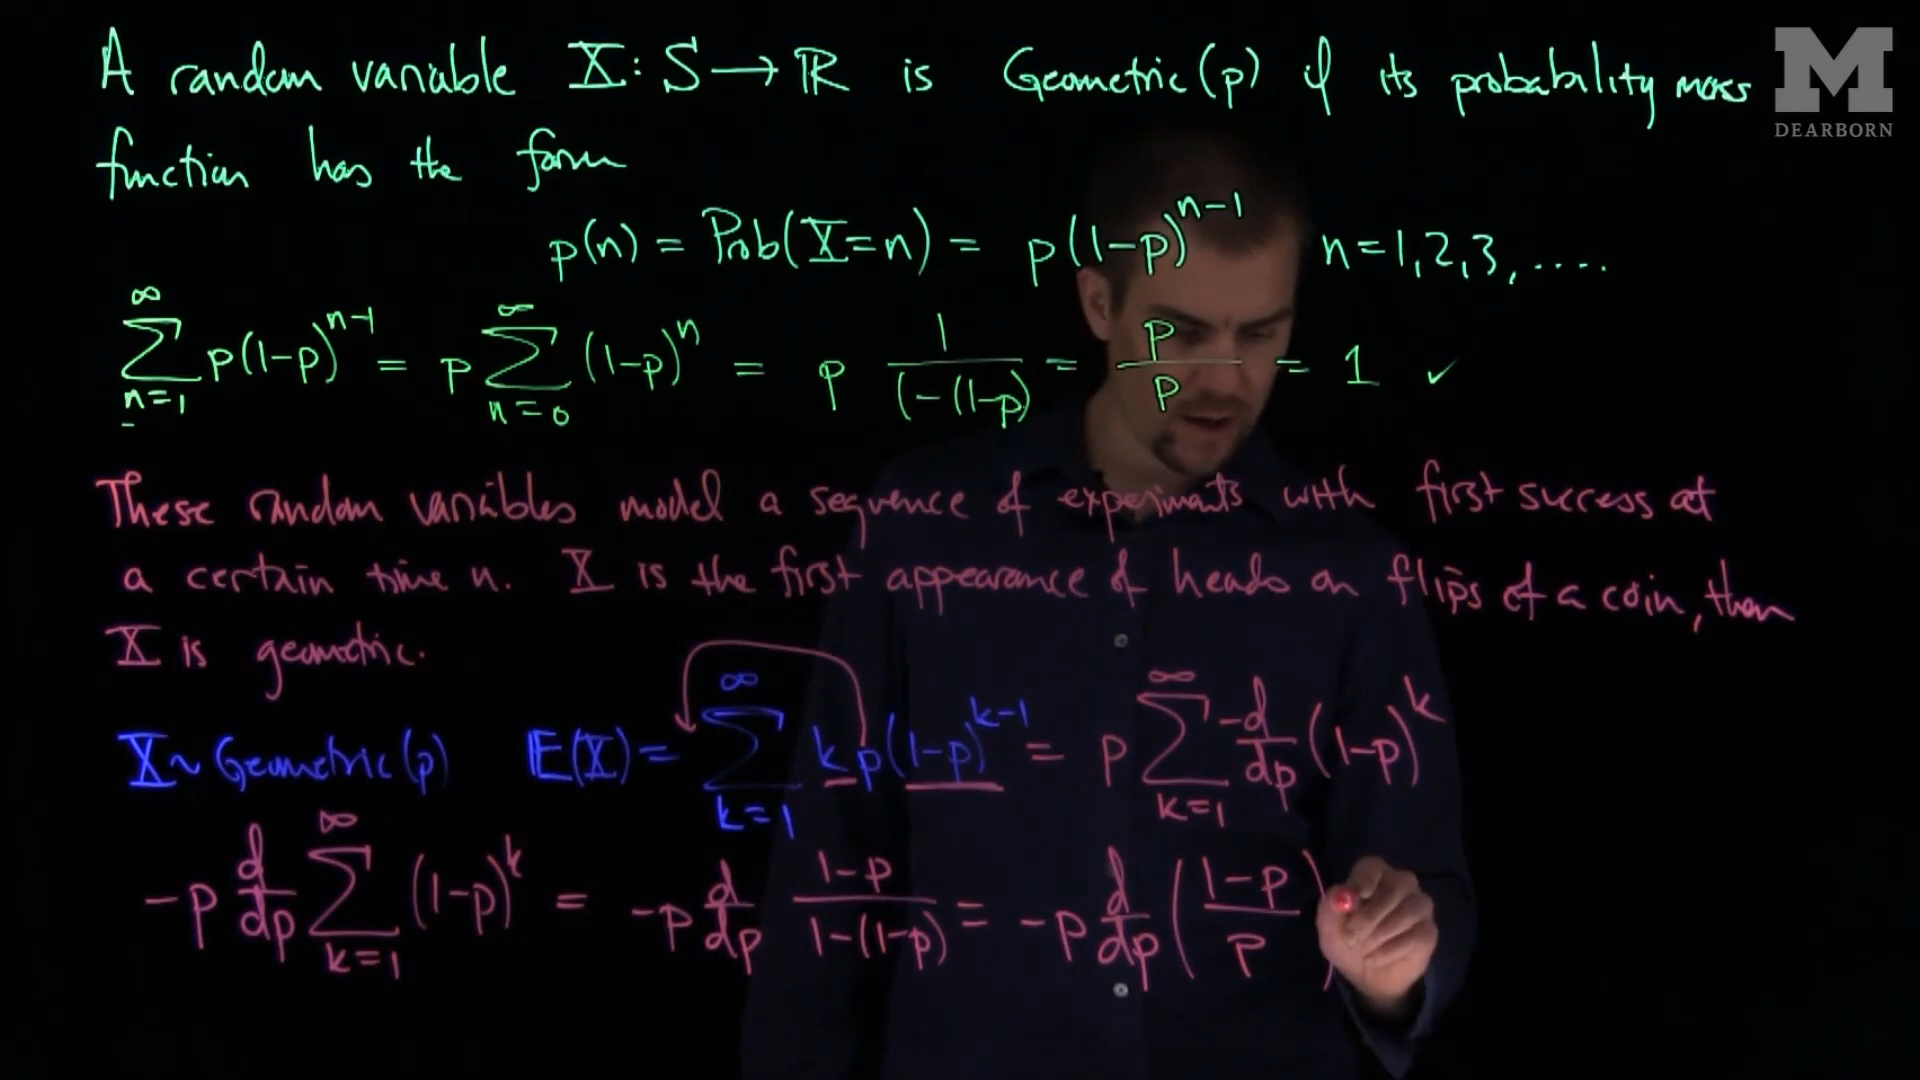 A random variable X: S → ℝ is Geometric(p) if its probability mass
function has the form
p(n) = Prob(X=n) = p(1-p)^{n-1} n=1,2,3,....
∑_{n=1}^{∞} p(1-p)^{n-1} = p ∑_{n=0}^{∞} (1-p)^n = p 1/(1-(1-p)) = p/p = 1 ✓
These random variables model a sequence of experiments with first success at
a certain time n. X is the first appearance of heads on flips of a coin, then
X is geometric.
X ~ Geometric(p) E(X) = ∑_{k=1}^{∞} k p(1-p)^{k-1} = p ∑_{k=1}^{∞} -d/dp (1-p)^k
-p d/dp ∑_{k=1}^{∞} (1-p)^k = -p d/dp (1-p)/(1-(1-p)) = -p d/dp ((1-p)/p)
M
DEARBORN